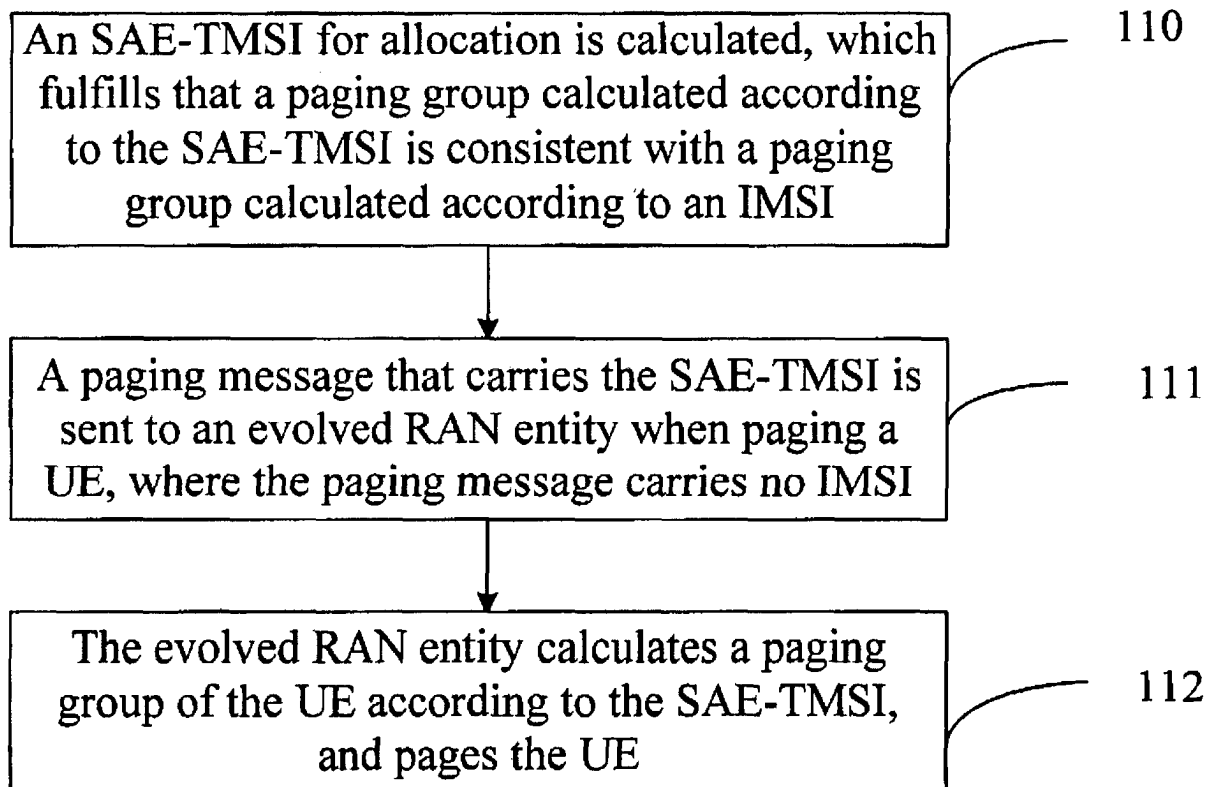 An SAE-TMSI for allocation is calculated, which
fulfills that a paging group calculated according
to the SAE-TMSI is consistent with a paging
group calculated according to an IMSI
110
A paging message that carries the SAE-TMSI is
sent to an evolved RAN entity when paging a
UE, where the paging message carries no IMSI
111
The evolved RAN entity calculates a paging
group of the UE according to the SAE-TMSI,
and pages the UE
112